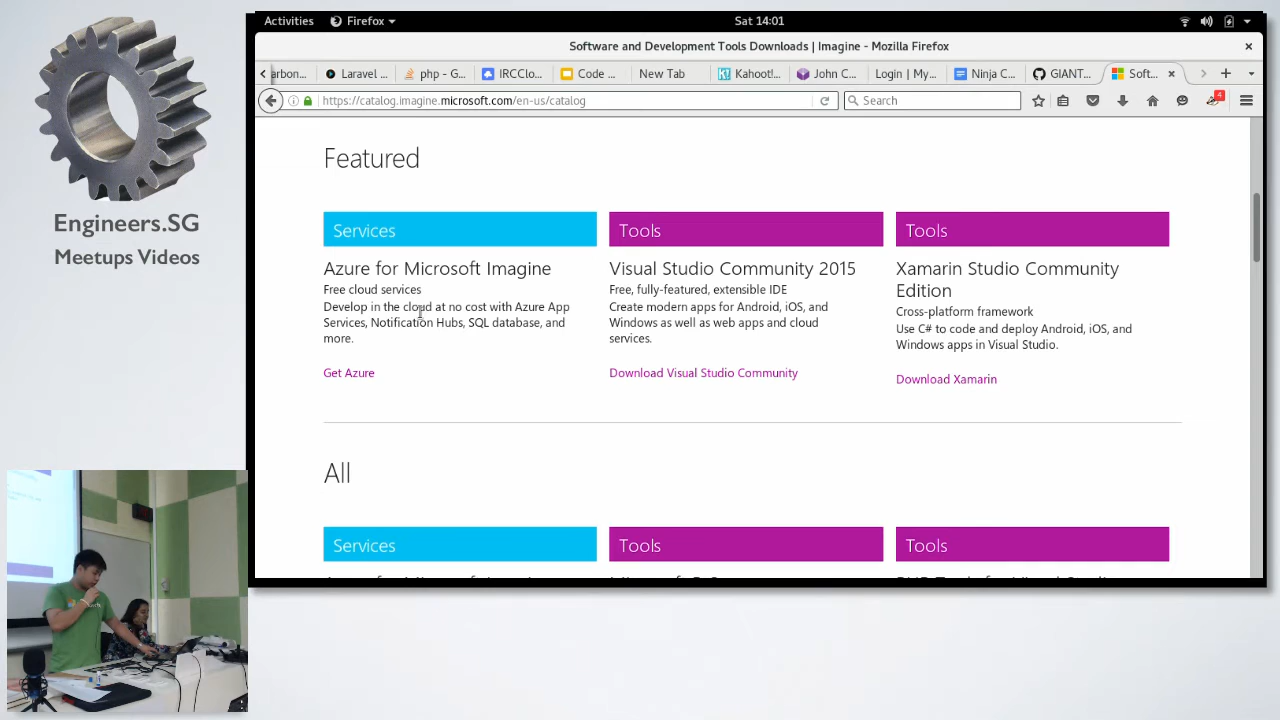 Activities
Firefox
Sat 14:01
Software and Development Tools Downloads | Imagine - Mozilla Firefox
arbon...
Laravel ...
php - G...
IRCClo...
Code ...
New Tab
Kahoot!...
John C...
Login | My...
Ninja C...
GIANT...
Soft...
https://catalog.imagine.microsoft.com/en-us/catalog
Search
4
Engineers.SG
Meetups Videos
Featured
Services
Azure for Microsoft Imagine
Free cloud services
Develop in the cloud at no cost with Azure App
Services, Notification Hubs, SQL database, and
more.
Get Azure
Tools
Visual Studio Community 2015
Free, fully-featured, extensible IDE
Create modern apps for Android, iOS, and
Windows as well as web apps and cloud
services.
Download Visual Studio Community
Tools
Xamarin Studio Community
Edition
Cross-platform framework
Use C# to code and deploy Android, iOS, and
Windows apps in Visual Studio.
Download Xamarin
All
Services
Tools
Tools